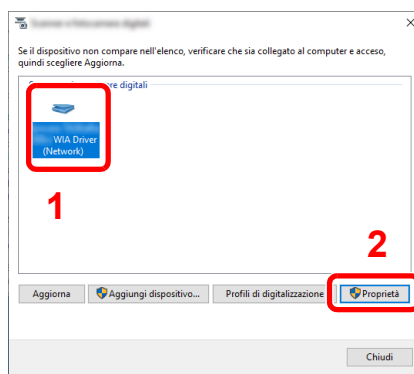 Se il dispositivo non compare nell'elenco, verificare che sia collegato al computer e acceso,
quindi scegliere Aggiorna.
digitali
WIA Driver
(Network)
1
2
Aggiorna
Aggiungi dispositivo...
Profili di digitalizzazione
Proprietà
Chiudi